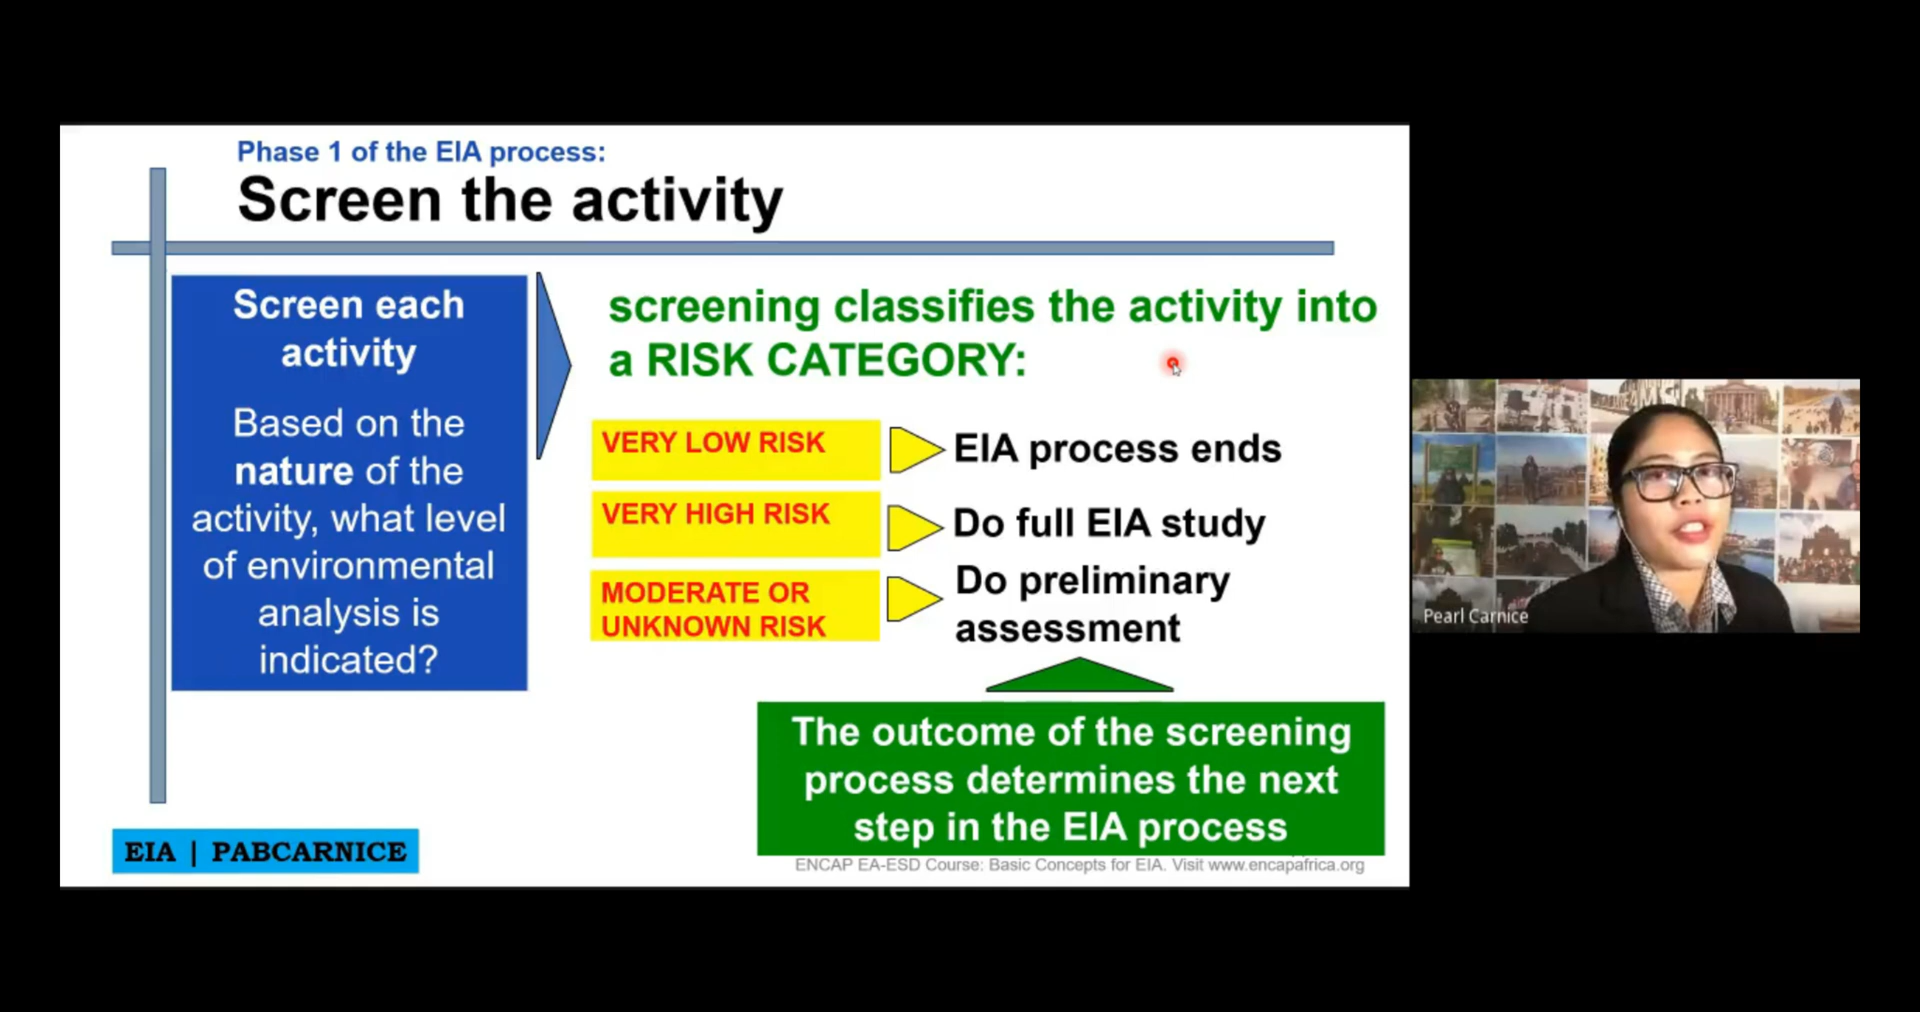 Phase 1 of the EIA process:
Screen the activity
Screen each
activity
Based on the
nature of the
activity, what level
of environmental
analysis is
indicated?
screening classifies the activity into
a RISK CATEGORY:
VERY LOW RISK
EIA process ends
VERY HIGH RISK
Do full EIA study
MODERATE OR
UNKNOWN RISK
Do preliminary
assessment
The outcome of the screening
process determines the next
step in the EIA process
EIA | PABCARNICE
ENCAP EA-ESD Course: Basic Concepts for EIA. Visit www.encapafrica.org
Pearl Carnice